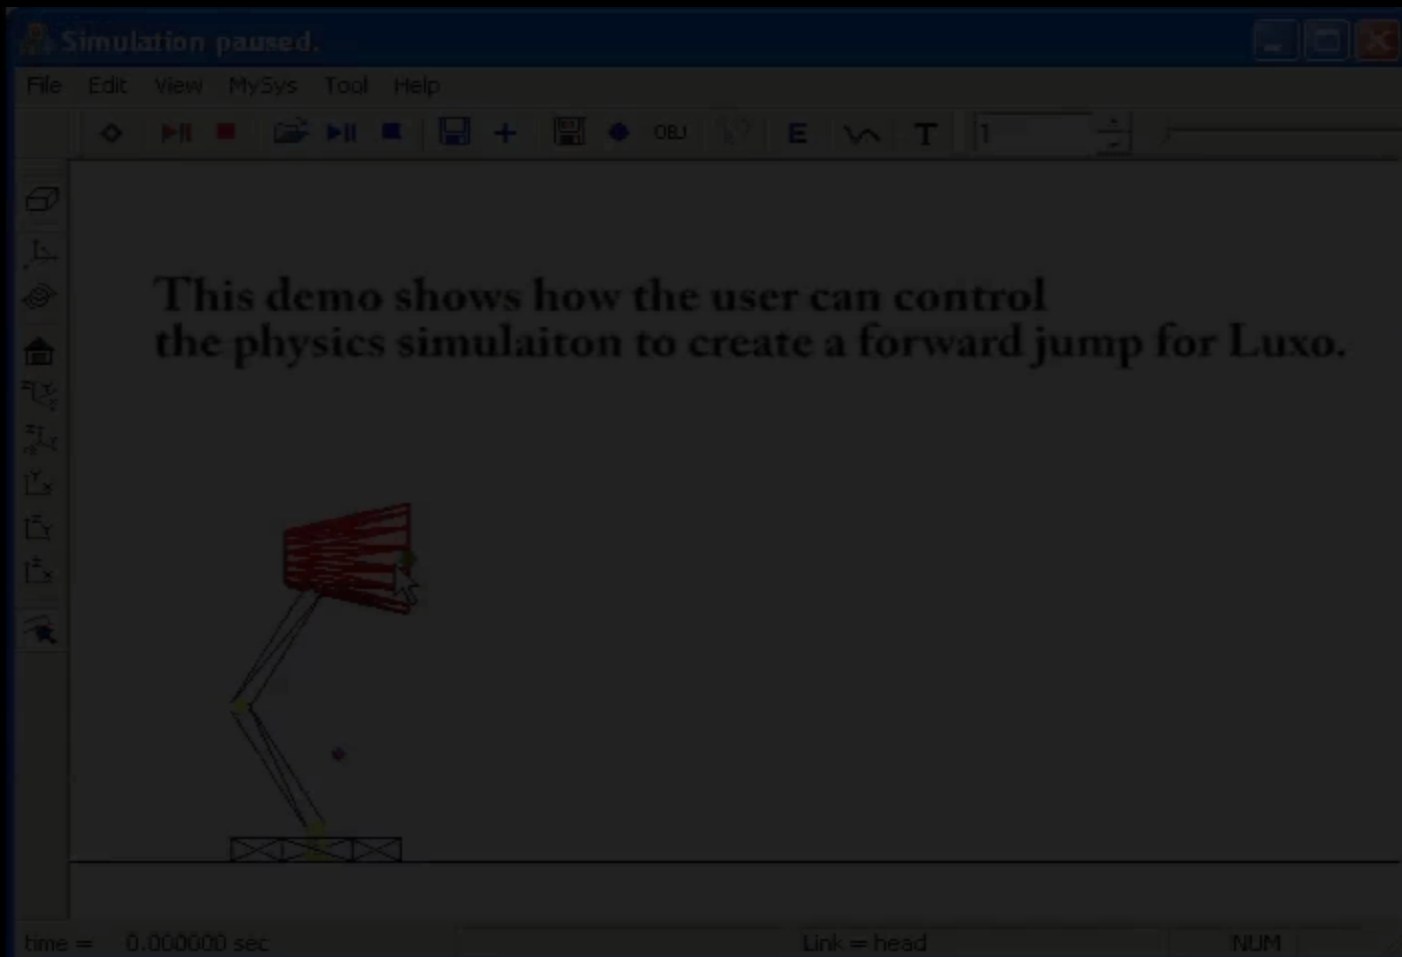 Simulation paused.
File Edit View MySys Tool Help
OBJ E T 1
This demo shows how the user can control
the physics simulaiton to create a forward jump for Luxo.
time = 0.000000 sec Link = head NUM